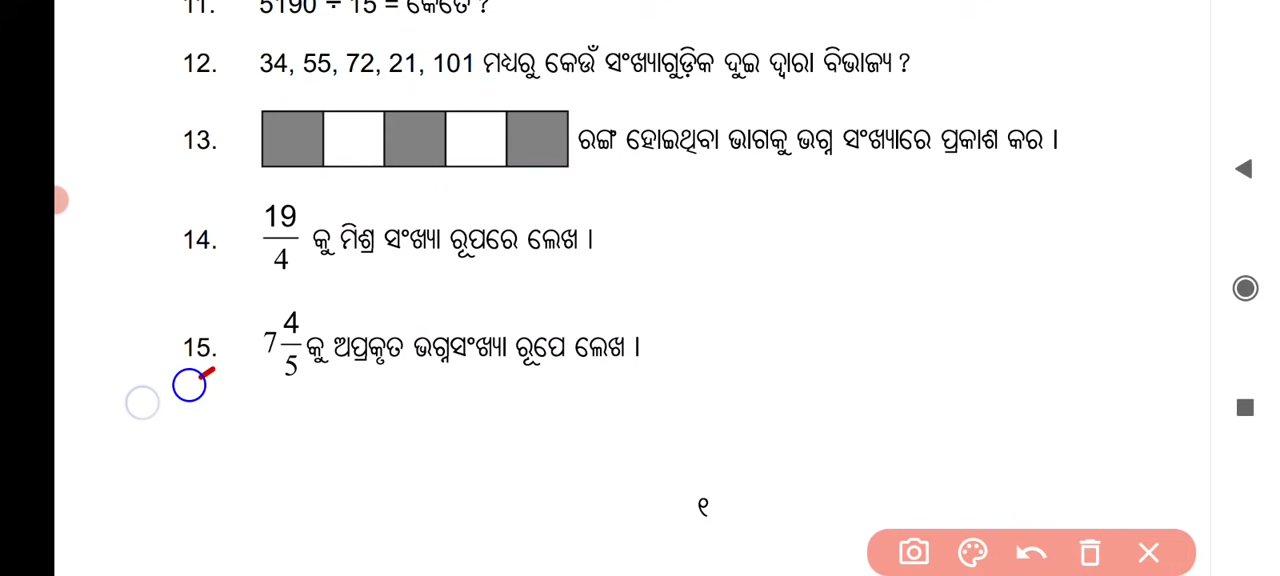 11. 5190 ÷ 15 = କେତେ ?
12. 34, 55, 72, 21, 101 ମଧ୍ୟରୁ କେଉଁ ସଂଖ୍ୟାଗୁଡ଼ିକ ଦୁଇ ଦ୍ୱାରା ବିଭାଜ୍ୟ ?
13. ରଙ୍ଗ ହୋଇଥିବା ଭାଗକୁ ଭଗ୍ନ ସଂଖ୍ୟାରେ ପ୍ରକାଶ କର ।
14. 19/4 କୁ ମିଶ୍ର ସଂଖ୍ୟା ରୂପରେ ଲେଖ ।
15. 7 4/5 କୁ ଅପ୍ରକୃତ ଭଗ୍ନସଂଖ୍ୟା ରୂପେ ଲେଖ ।
୧